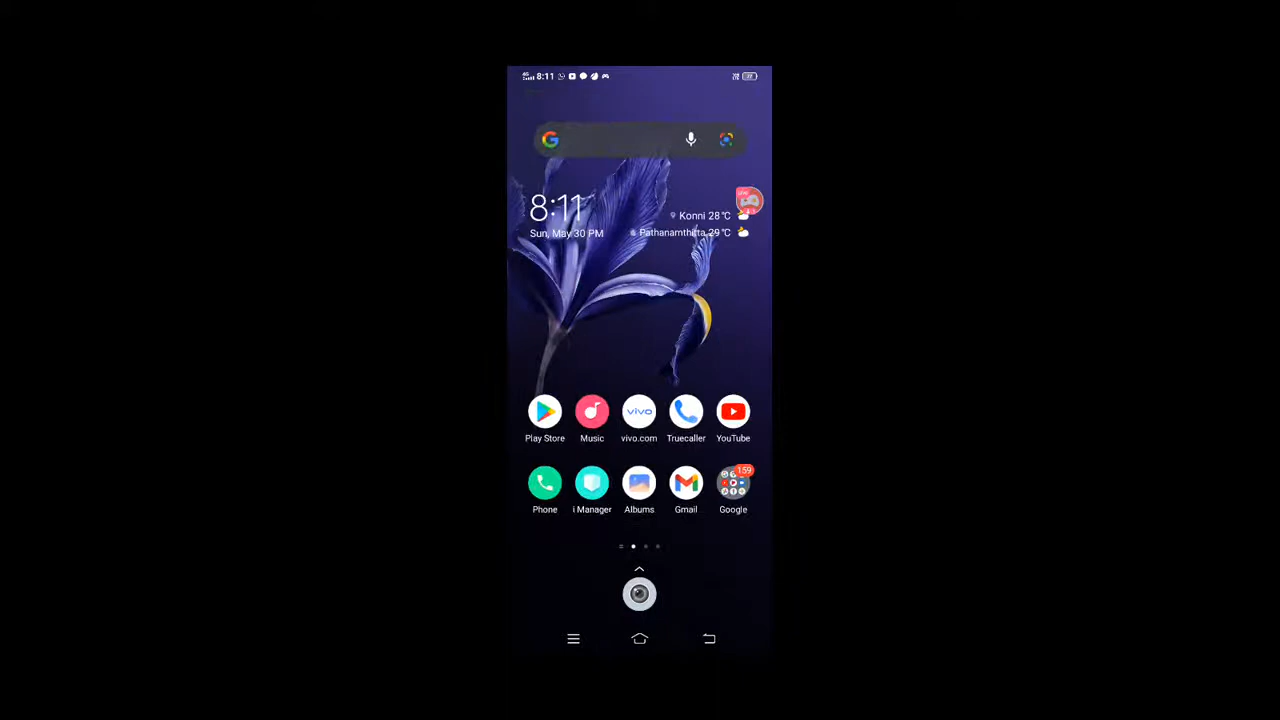 8:11
8:11
Konni 28°C
Sun, May 30 PM
Pathanamthitta 29°C
vivo
Play Store Music vivo.com Truecaller YouTube
159
Phone i Manager Albums Gmail Google